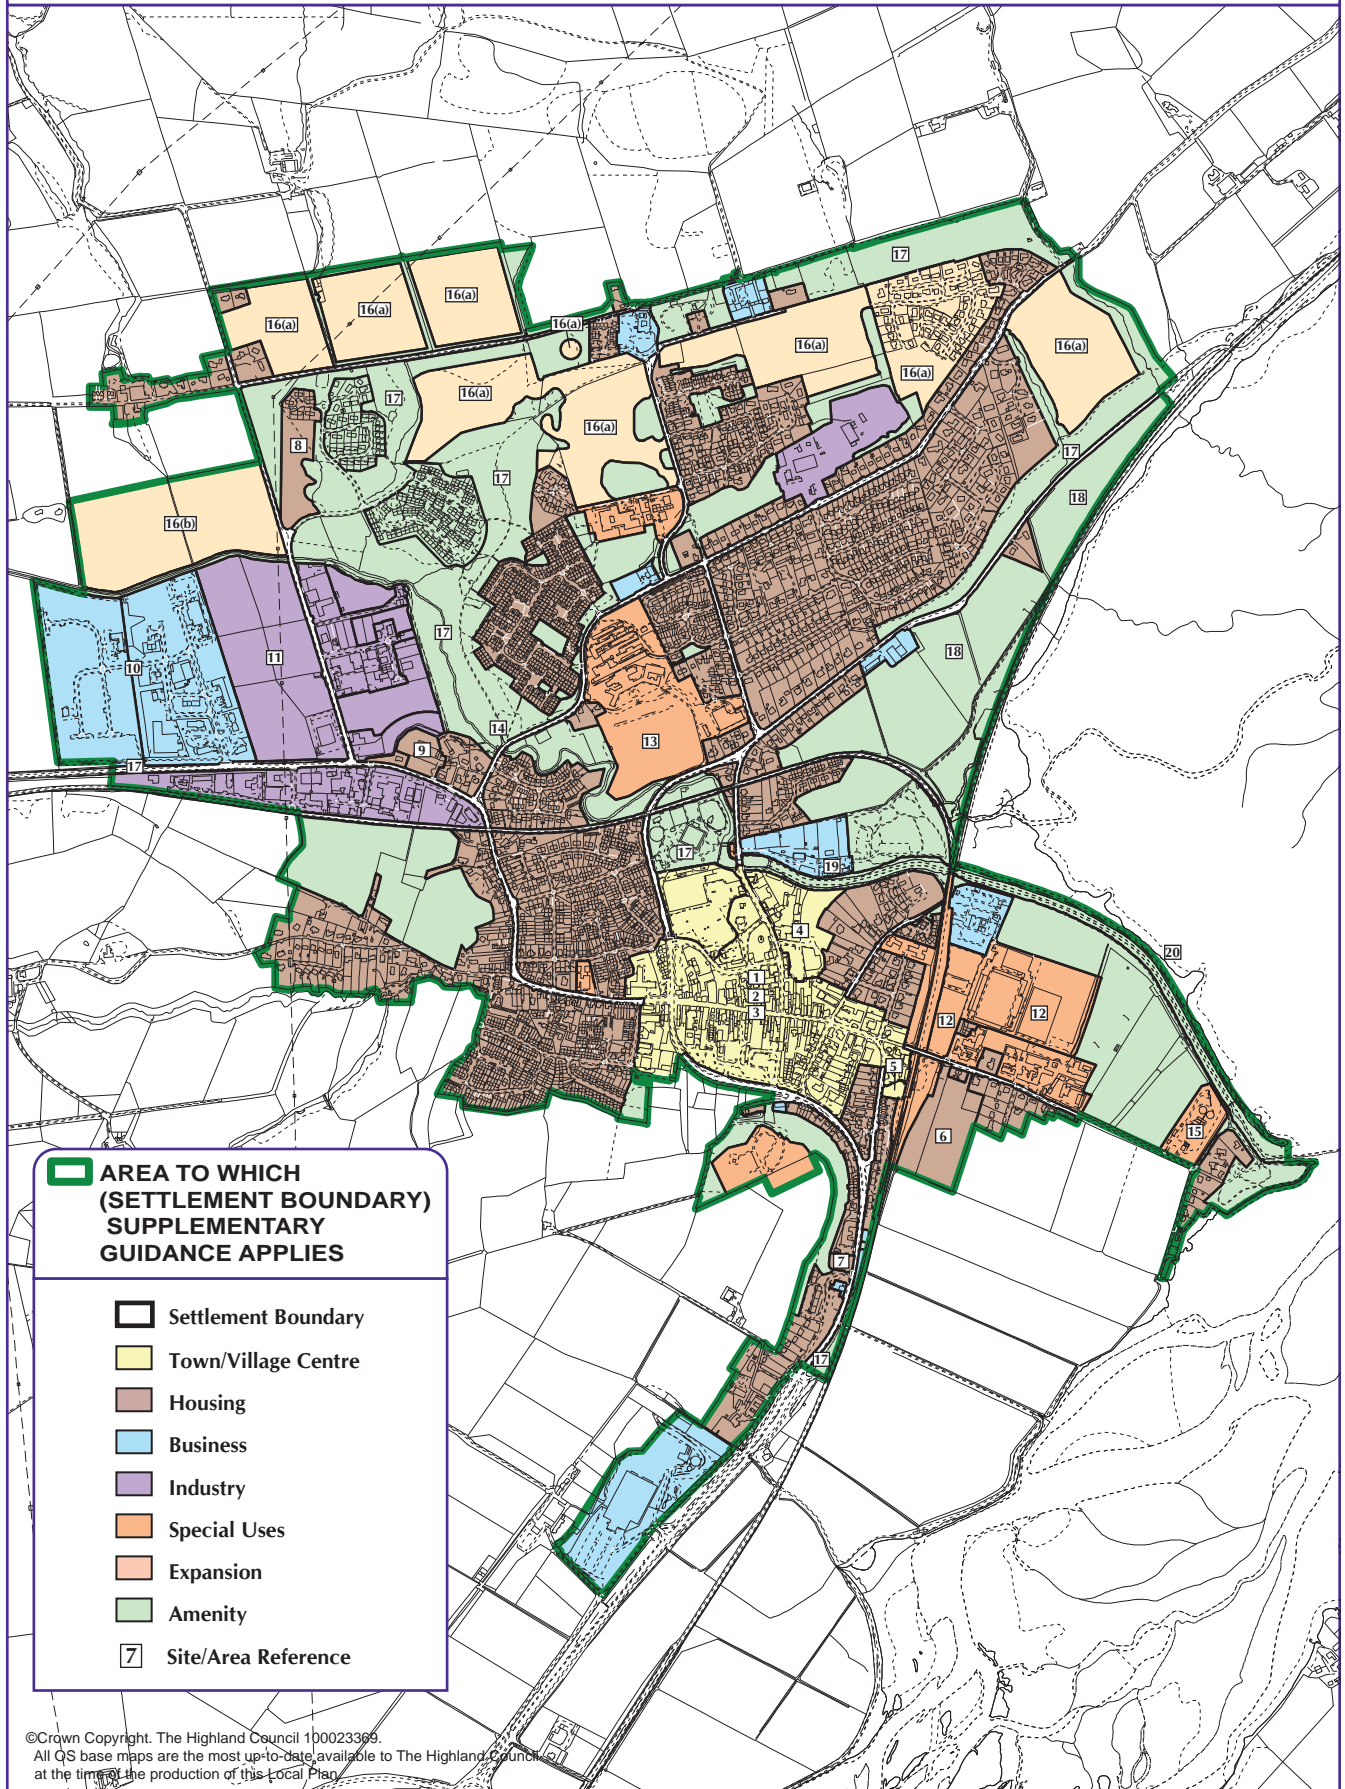 17
16(a)
16(a)
16(a)
16(a)
16(a)
16(a)
16(a)
16(a)
17
16(a)
8
17
17
18
16(b)
17
11
18
10
14
13
9
17
17
19
4
20
1
2
3
12
12
5
6
15
7
17
AREA TO WHICH
(SETTLEMENT BOUNDARY)
SUPPLEMENTARY
GUIDANCE APPLIES
Settlement Boundary
Town/Village Centre
Housing
Business
Industry
Special Uses
Expansion
Amenity
7 Site/Area Reference
©Crown Copyright. The Highland Council 100023369.
All OS base maps are the most up-to-date available to The Highland Council
at the time of the production of this Local Plan